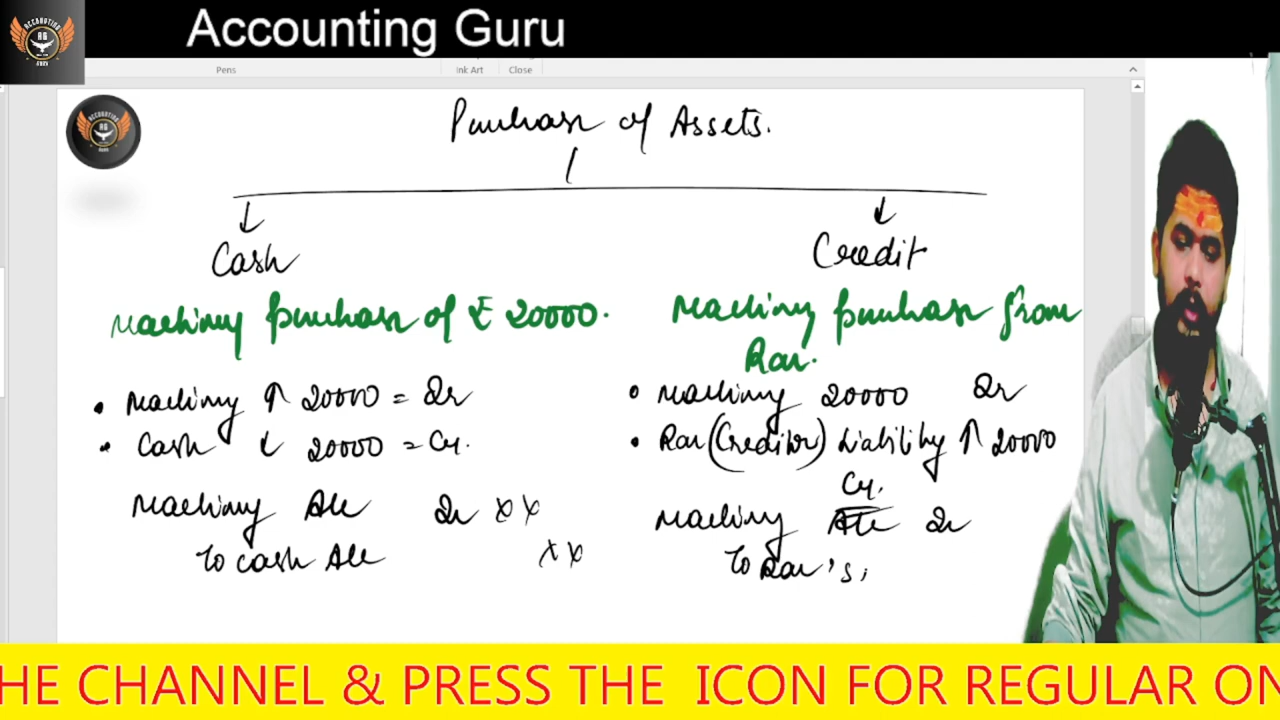 Accounting Guru
Pens
Ink Art
Close
Purchase of Assets.
Cash
Credit
Machinery purchase of ₹ 20000.
Machinery purchase from
Ram.
• Machinery ↑ 20000 = Dr
• Cash ↓ 20000 = Cr.
Machinery A/c Dr xx
To Cash A/c xx
• Machinery 20000 Dr
• Ram (Creditor) Liability ↑ 20000
Cr.
Machinery A/c Dr
To Ram's
HE CHANNEL & PRESS THE ICON FOR REGULAR ON